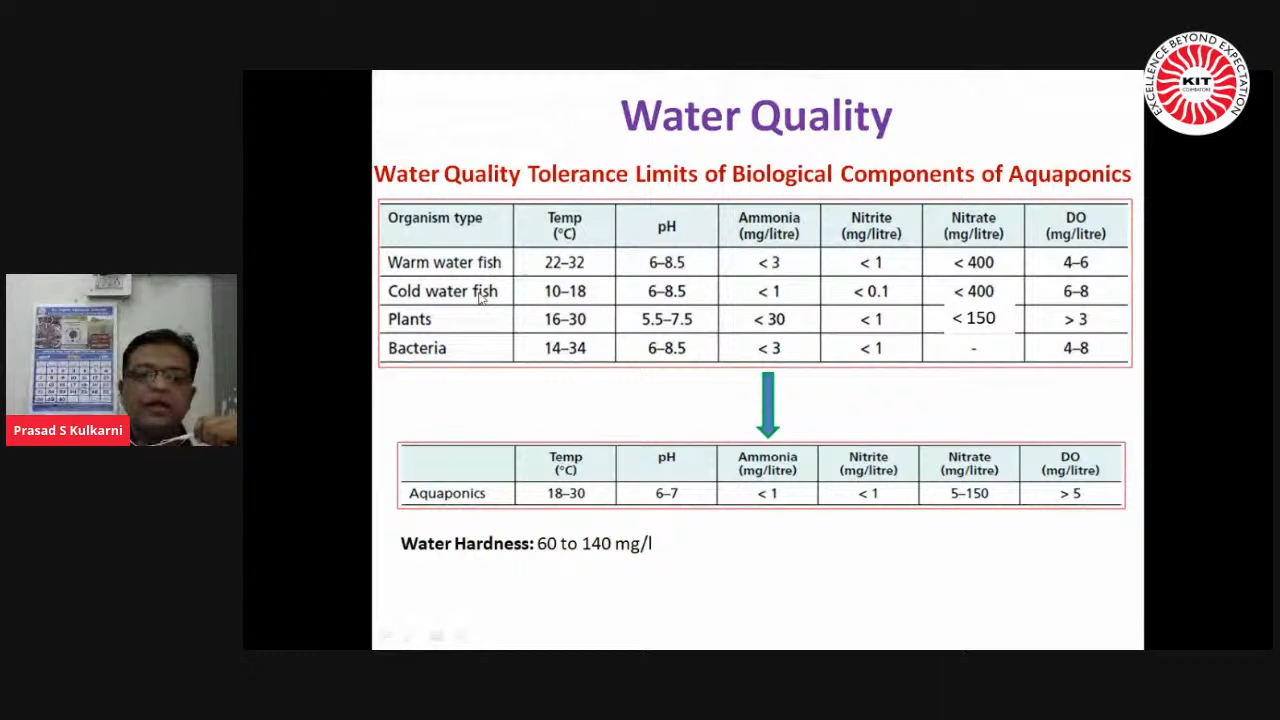 EXCELLENCE BEYOND EXPECTATION
KIT
COIMBATORE
Water Quality
Water Quality Tolerance Limits of Biological Components of Aquaponics
Organism type Temp (°C) pH Ammonia (mg/litre) Nitrite (mg/litre) Nitrate (mg/litre) DO (mg/litre)
Warm water fish 22–32 6–8.5 < 3 < 1 < 400 4–6
Cold water fish 10–18 6–8.5 < 1 < 0.1 < 400 6–8
Plants 16–30 5.5–7.5 < 30 < 1 < 150 > 3
Bacteria 14–34 6–8.5 < 3 < 1 - 4–8
Temp (°C) pH Ammonia (mg/litre) Nitrite (mg/litre) Nitrate (mg/litre) DO (mg/litre)
Aquaponics 18–30 6–7 < 1 < 1 5–150 > 5
Water Hardness: 60 to 140 mg/l
Prasad S Kulkarni